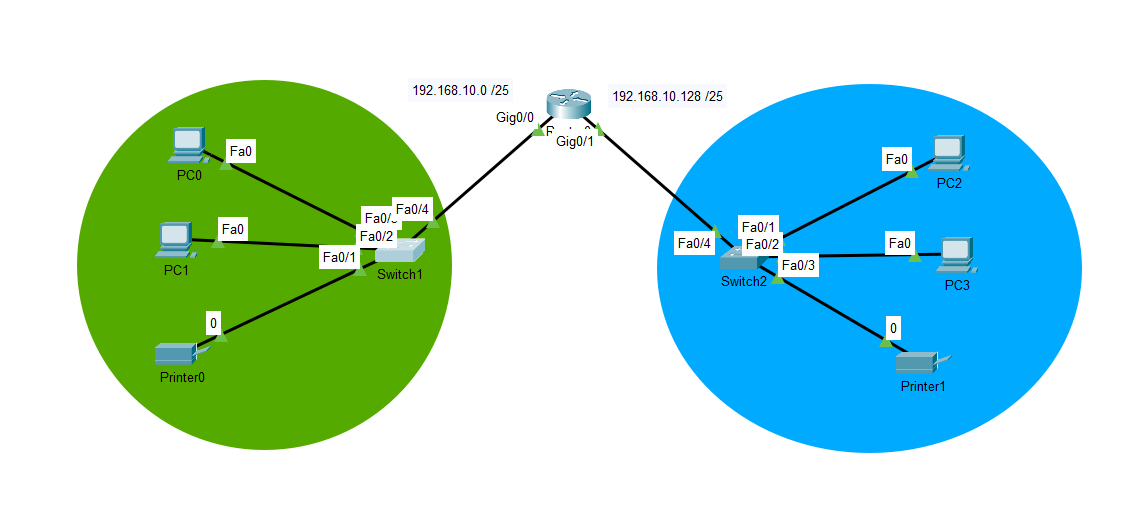 192.168.10.0 /25
192.168.10.128 /25
Gig0/0
Gig0/1
Fa0
PC0
Fa0
PC1
0
Printer0
Fa0/4
Fa0/2
Fa0/1
Switch1
Fa0/1
Fa0/4
Fa0/2
Fa0/3
Switch2
Fa0
PC2
Fa0
PC3
0
Printer1